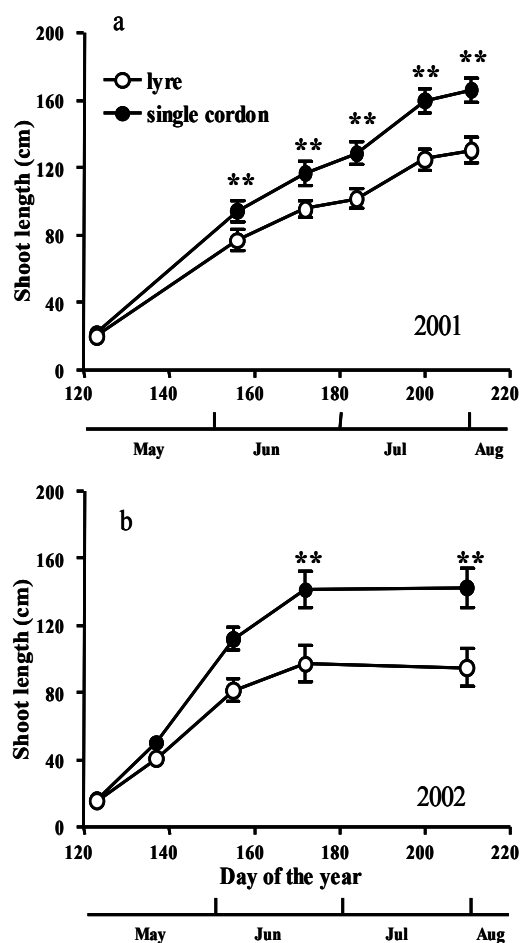 a
200
160
120
80
40
0
Shoot length (cm)
lyre
single cordon
** ** ** ** **
2001
120 140 160 180 200 220
May Jun Jul Aug
b
200
160
120
80
40
0
Shoot length (cm)
** **
2002
120 140 160 180 200 220
Day of the year
May Jun Jul Aug